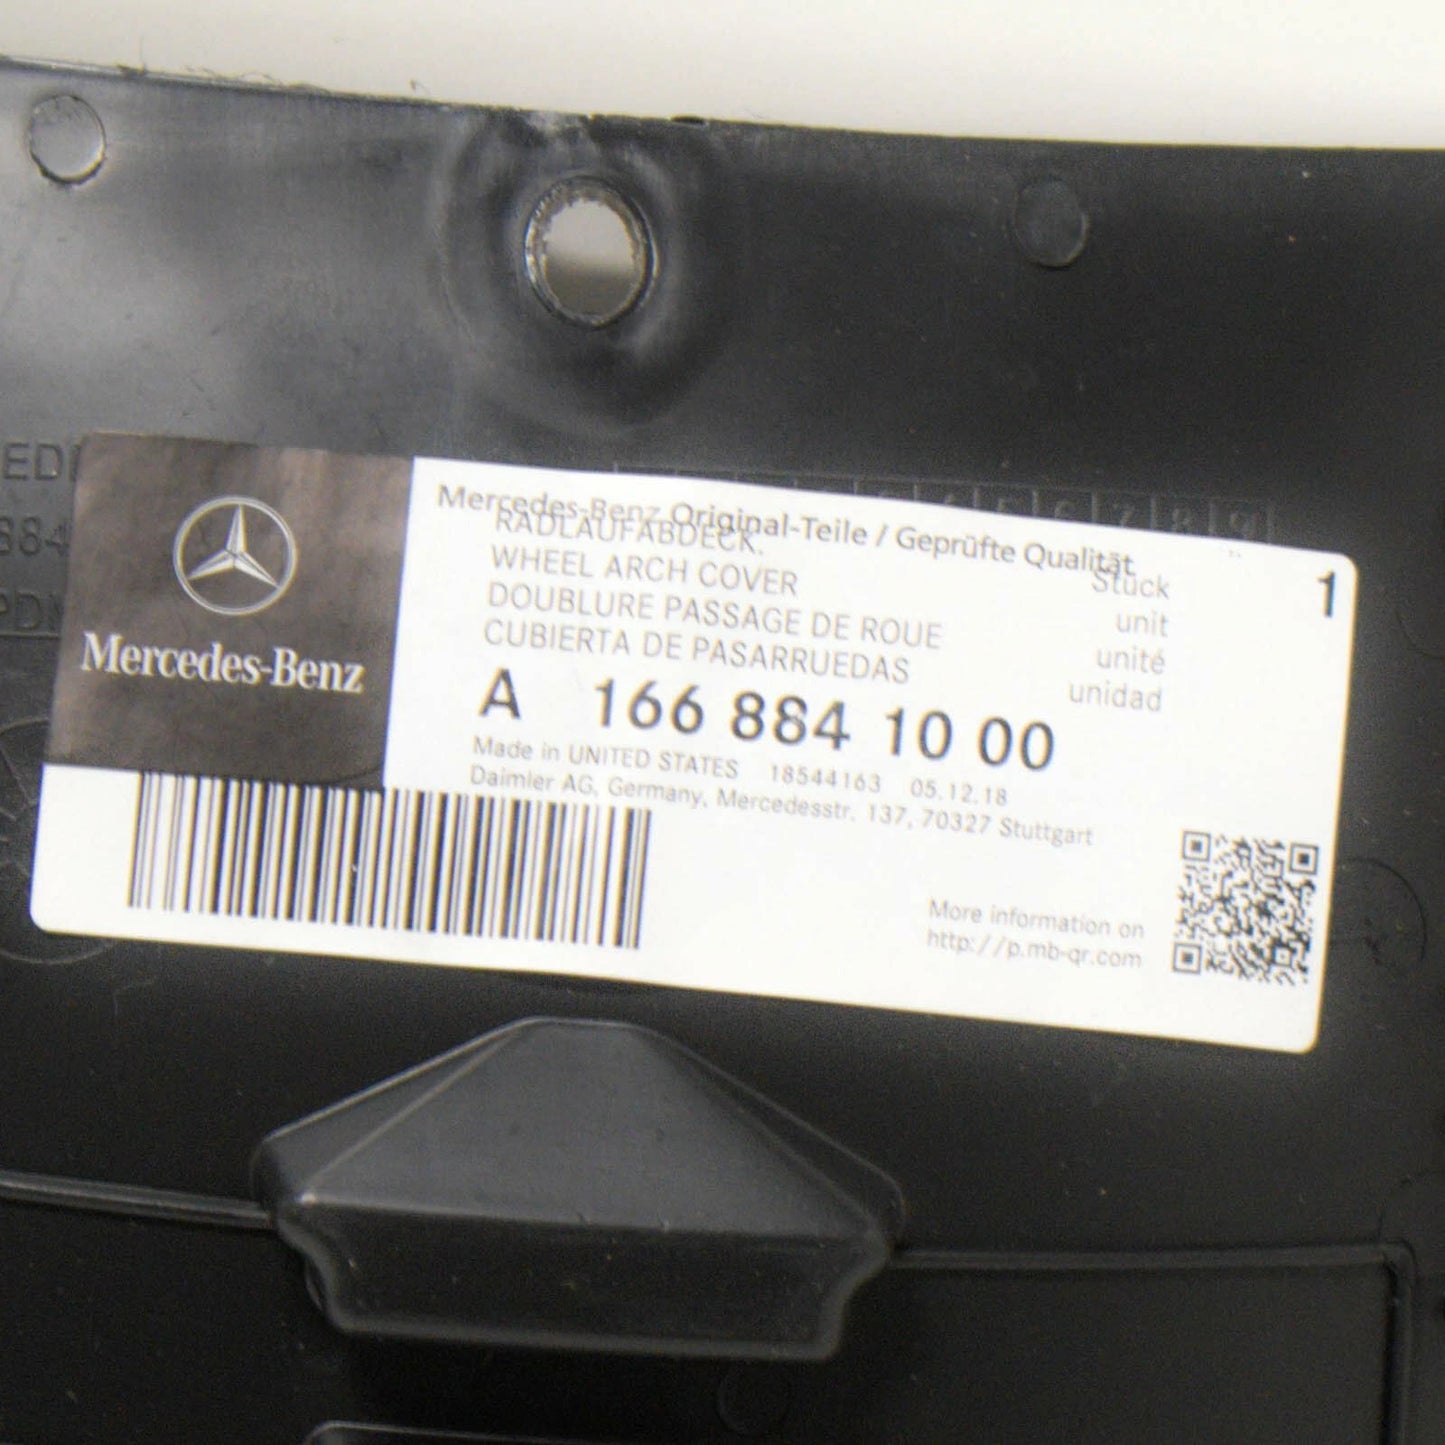 Mercedes-Benz
Mercedes-Benz Original-Teile / Geprüfte Qualität
RADLAUFABDECK.
WHEEL ARCH COVER
DOUBLURE PASSAGE DE ROUE
CUBIERTA DE PASARRUEDAS
Stück
unit
unité
unidad
1
A 166 884 10 00
Made in UNITED STATES 18544163 05.12.18
Daimler AG, Germany, Mercedesstr. 137, 70327 Stuttgart
More information on
http://p.mb-qr.com